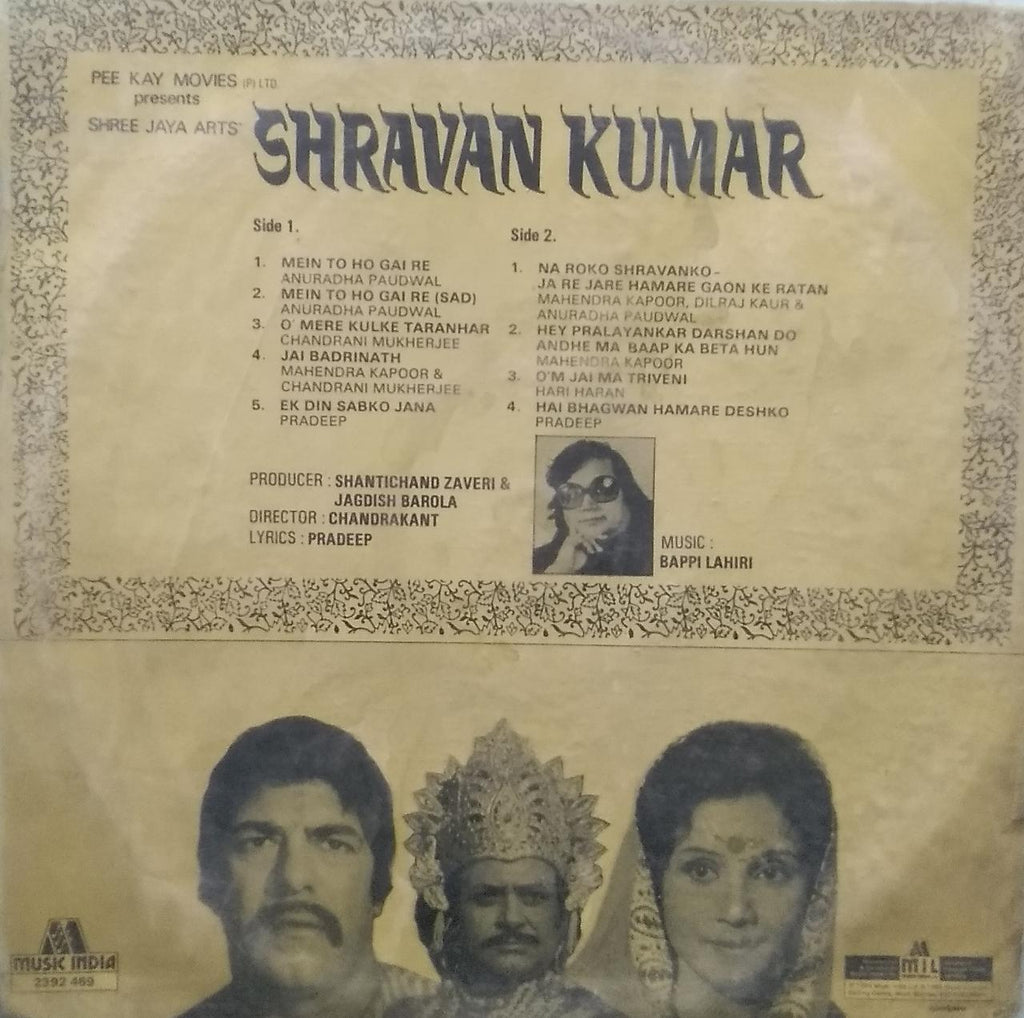 PEE KAY MOVIES (P) LTD
presents
SHREE JAYA ARTS'
SHRAVAN KUMAR
Side 1.
1. MEIN TO HO GAI RE
ANURADHA PAUDWAL
2. MEIN TO HO GAI RE (SAD)
ANURADHA PAUDWAL
3. O' MERE KULKE TARANHAR
CHANDRANI MUKHERJEE
4. JAI BADRINATH
MAHENDRA KAPOOR &
CHANDRANI MUKHERJEE
5. EK DIN SABKO JANA
PRADEEP
Side 2.
1. NA ROKO SHRAVANKO-
JA RE JARE HAMARE GAON KE RATAN
MAHENDRA KAPOOR, DILRAJ KAUR &
ANURADHA PAUDWAL
2. HEY PRALAYANKAR DARSHAN DO
ANDHE MA BAAP KA BETA HUN
MAHENDRA KAPOOR
3. O'M JAI MA TRIVENI
HARI HARAN
4. HAI BHAGWAN HAMARE DESHKO
PRADEEP
PRODUCER : SHANTICHAND ZAVERI &
JAGDISH BAROLA
DIRECTOR : CHANDRAKANT
LYRICS : PRADEEP
MUSIC :
BAPPI LAHIRI
MUSIC INDIA
2392 469
MIL